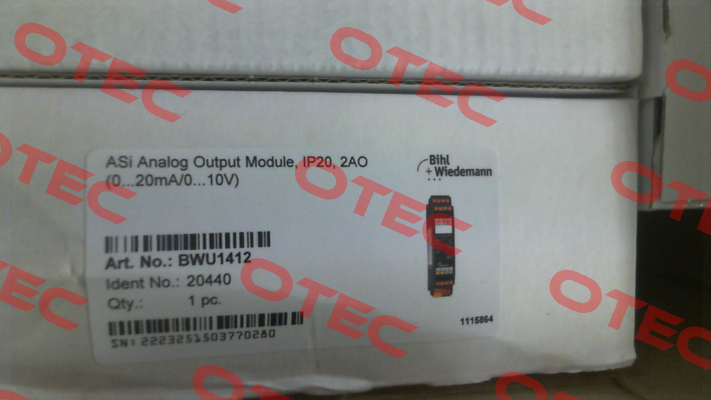 ASi Analog Output Module, IP20, 2AO
(0...20mA/0...10V)
Bihl
+ Wiedemann
Art. No.: BWU1412
Ident No.: 20440
Qty.: 1 pc.
SN: 2223251503770280
1115864
OTEC
OTEC
OTEC
OTEC
OTEC
OTEC
OTEC
OTEC
OTEC